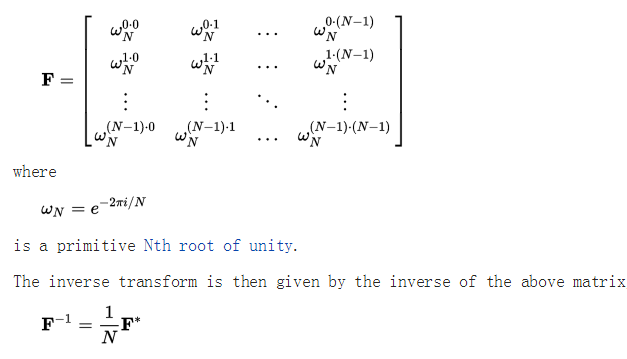 F = [ ω_N^{0·0} ω_N^{0·1} … ω_N^{0·(N−1)}
ω_N^{1·0} ω_N^{1·1} … ω_N^{1·(N−1)}
⋮ ⋮ ⋱ ⋮
ω_N^{(N−1)·0} ω_N^{(N−1)·1} … ω_N^{(N−1)·(N−1)} ]
where
ω_N = e^{−2πi/N}
is a primitive Nth root of unity.
The inverse transform is then given by the inverse of the above matrix
F^{−1} = \frac{1}{N} F^*